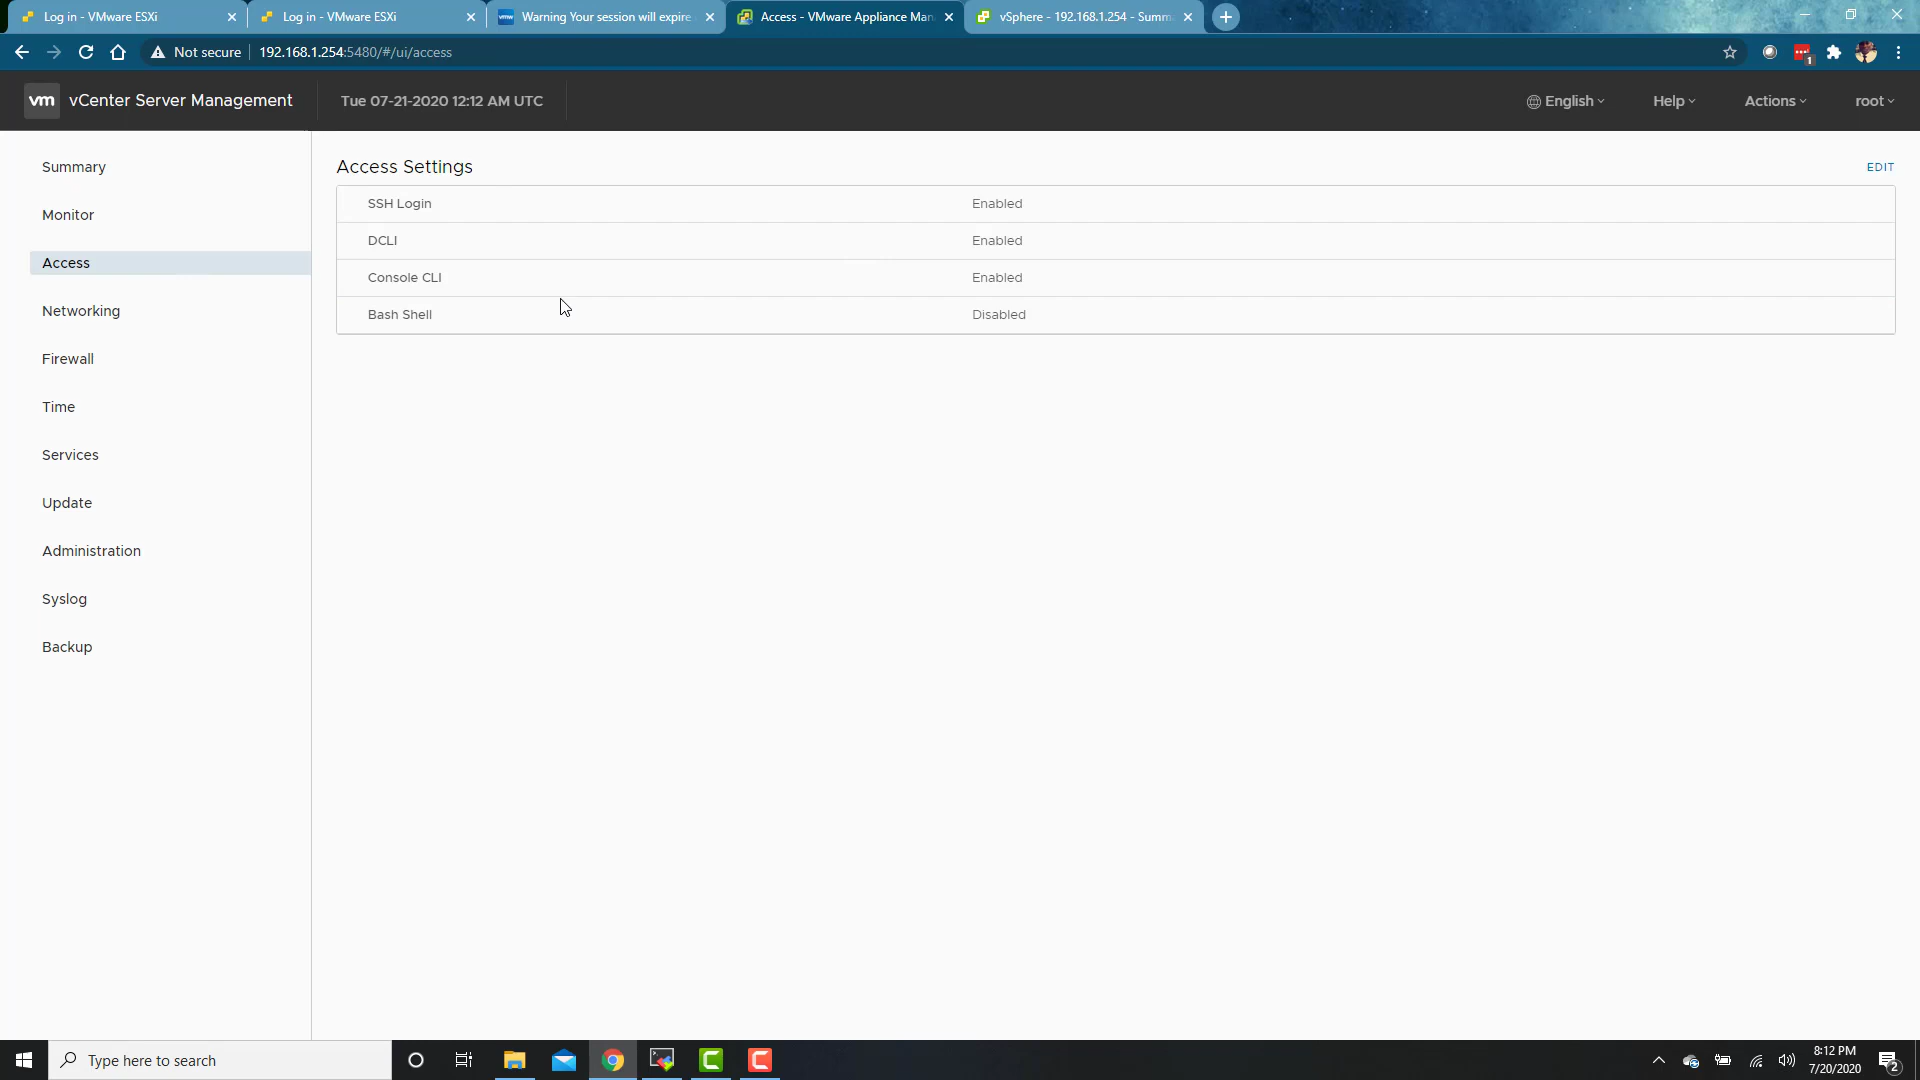 Log in - VMware ESXi
Log in - VMware ESXi
vmw
Warning Your session will expire
Access - VMware Appliance Man
vSphere - 192.168.1.254 - Summ
Not secure
192.168.1.254:5480/#/ui/access
1
vm
vCenter Server Management
Tue 07-21-2020 12:12 AM UTC
English
Help
Actions
root
Summary
Monitor
Access
Networking
Firewall
Time
Services
Update
Administration
Syslog
Backup
Access Settings
EDIT
SSH Login Enabled
DCLI Enabled
Console CLI Enabled
Bash Shell Disabled
Type here to search
8:12 PM
7/20/2020
2